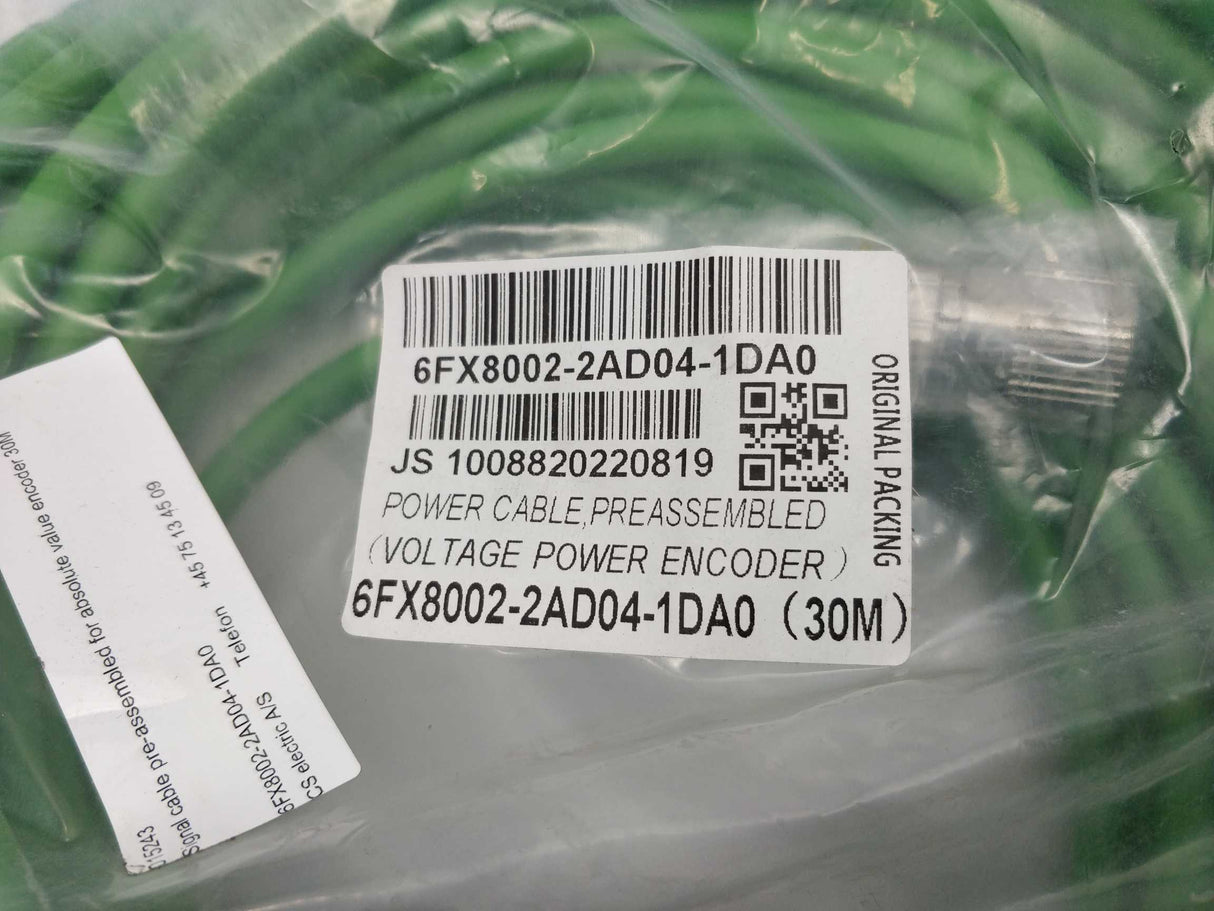 6FX8002-2AD04-1DA0
JS 1008820220819
POWER CABLE,PREASSEMBLED
(VOLTAGE POWER ENCODER)
6FX8002-2AD04-1DA0 (30M)
ORIGINAL PACKING
15243
Signal cable pre-assembled for absolute value encoder 30M
6FX8002-2AD04-1DA0
CS electric A/S Telefon +45 75 13 45 09